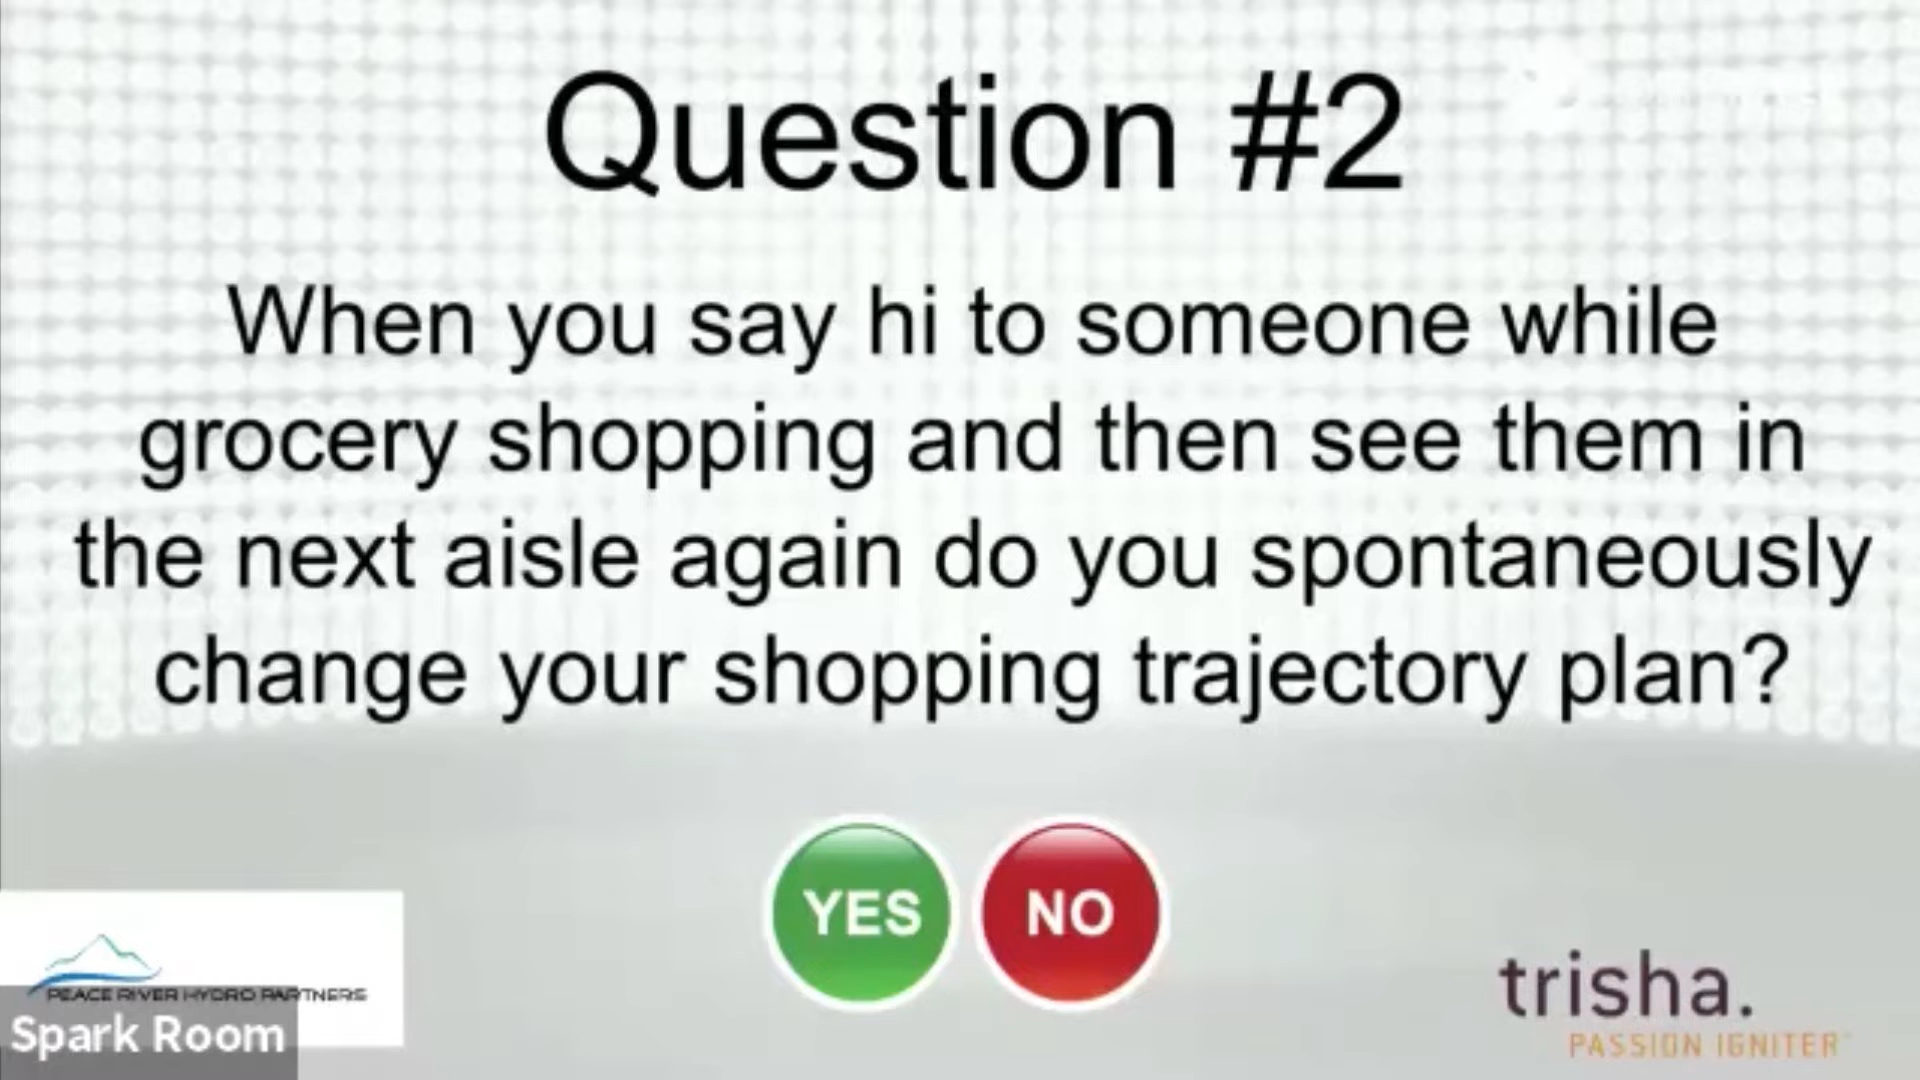 Question #2
When you say hi to someone while
grocery shopping and then see them in
the next aisle again do you spontaneously
change your shopping trajectory plan?
YES NO
PEACE RIVER HYDRO PARTNERS
Spark Room
trisha.
PASSION IGNITER